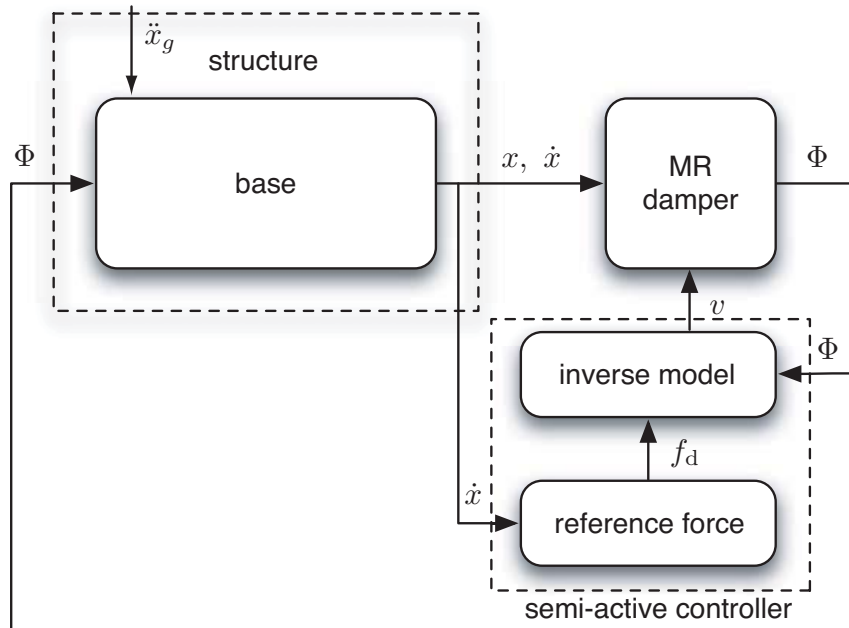 ẍ_g
structure
Φ
base
x, ẋ
MR
damper
Φ
v
inverse model
Φ
f_d
ẋ
reference force
semi-active controller